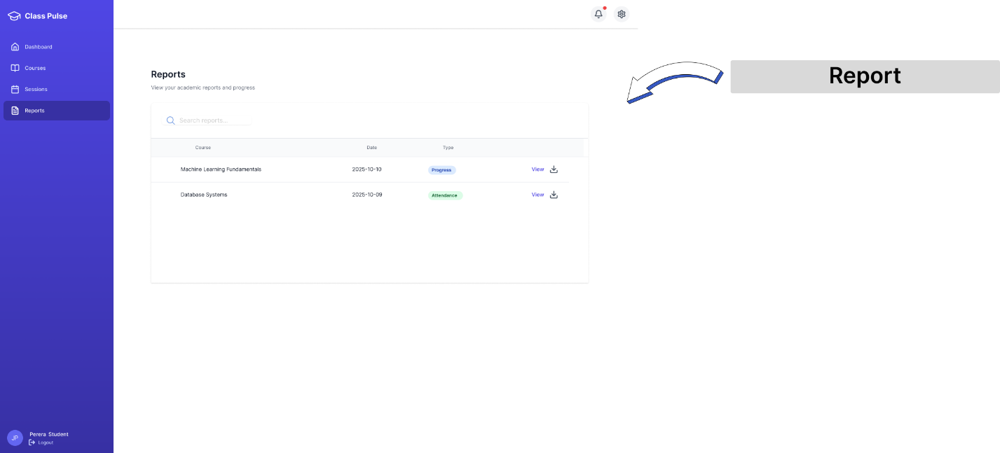 Class Pulse
Dashboard
Courses
Sessions
Reports
Perera Student
JP
Logout
Reports
View your academic reports and progress
Search reports...
Course Date Type
Machine Learning Fundamentals 2025-10-10 Progress View
Database Systems 2025-10-09 Attendance View
Report